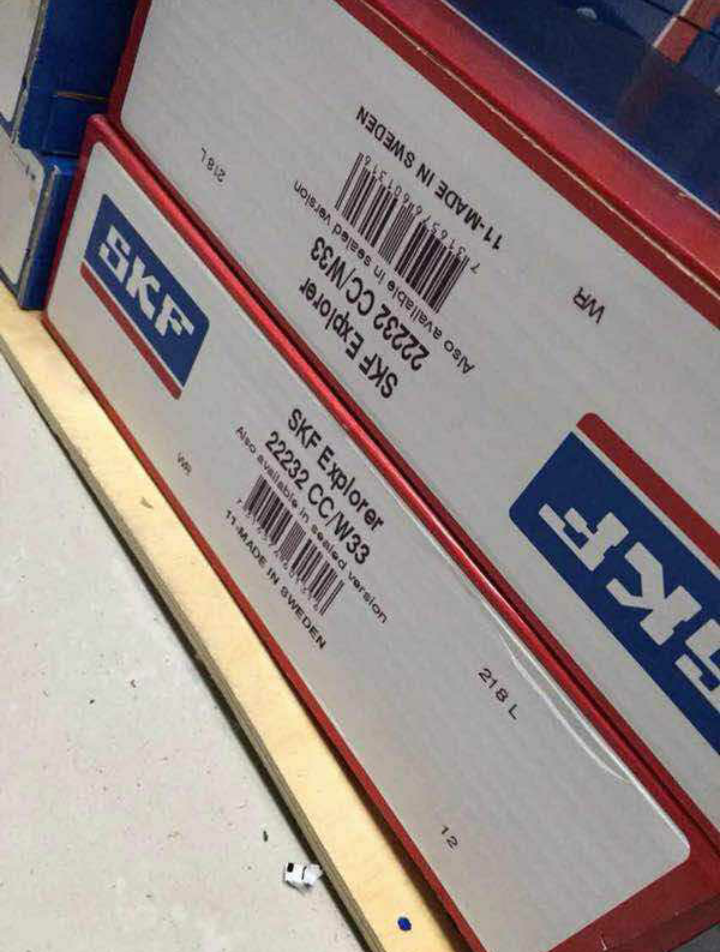 11-MADE IN SWEDEN
218 L
Also available in sealed version
22232 CC/W33
SKF Explorer
WR
SKF
SKF
SKF Explorer
22232 CC/W33
Also available in sealed version
11-MADE IN SWEDEN
WR
218 L
12